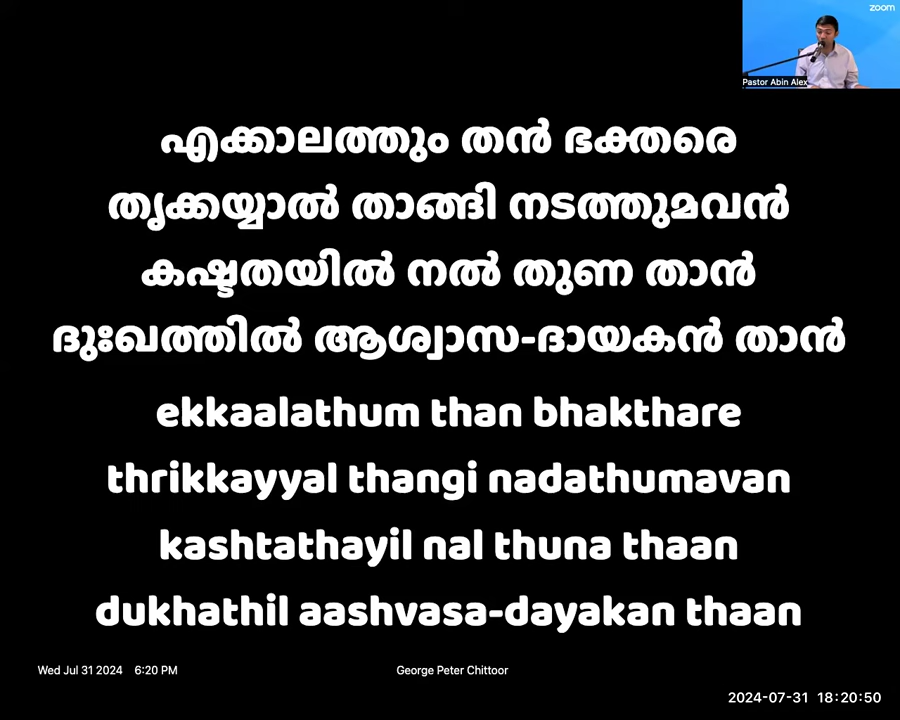 zoom
Pastor Abin Alex
എക്കാലത്തും തൻ ഭക്തരെ
തൃക്കയ്യാൽ താങ്ങി നടത്തുമവൻ
കഷ്ടതയിൽ നൽ തുണ താൻ
ദുഃഖത്തിൽ ആശ്വാസ-ദായകൻ താൻ
ekkaalathum than bhakthare
thrikkayyal thangi nadathumavan
kashtathayil nal thuna thaan
dukhathil aashvasa-dayakan thaan
Wed Jul 31 2024 6:20 PM George Peter Chittoor
2024-07-31 18:20:50